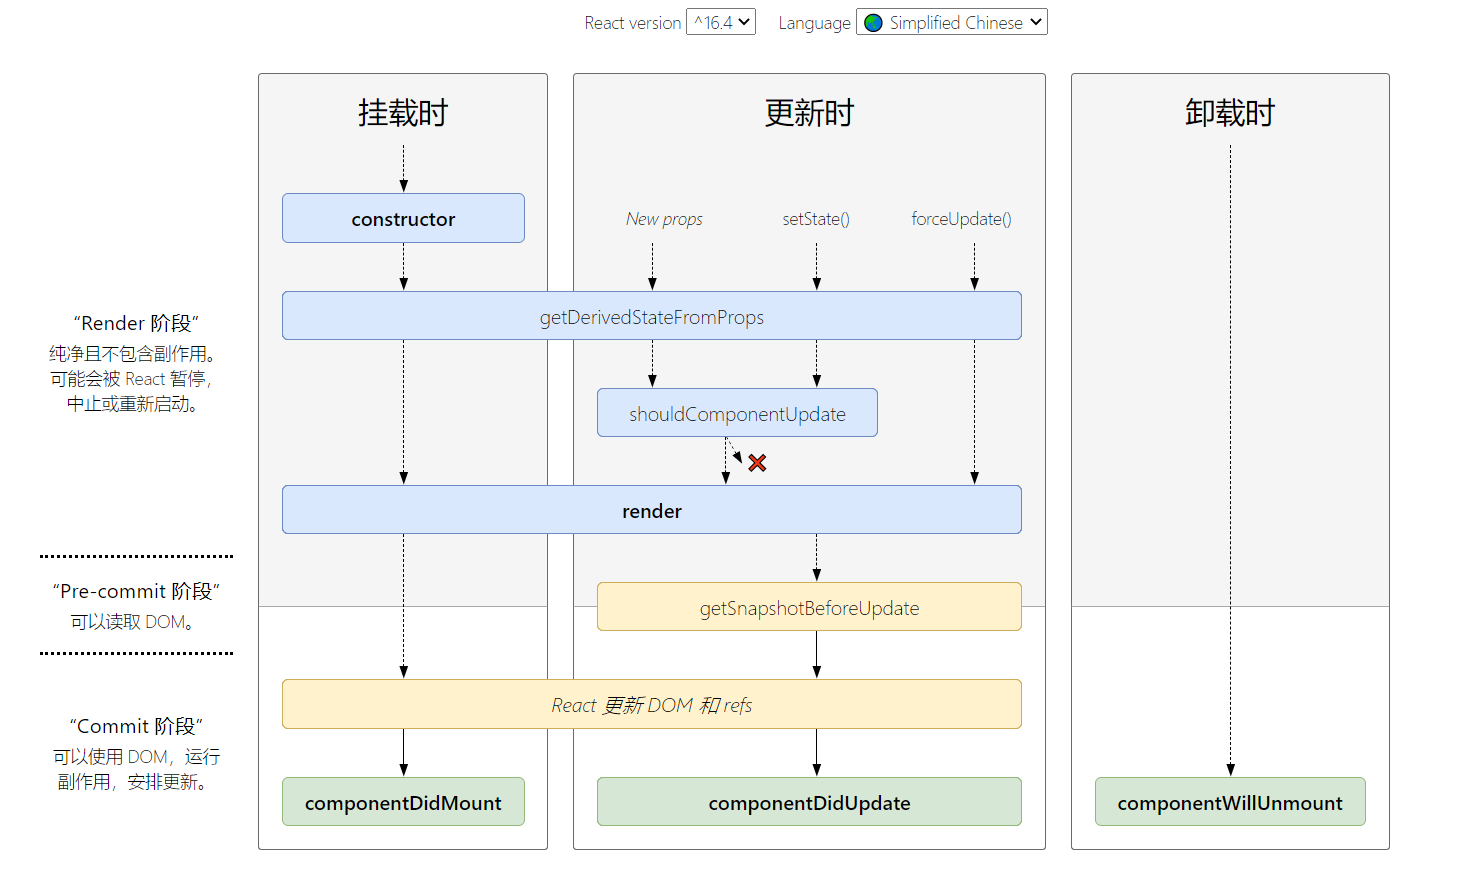 React version ^16.4 Language Simplified Chinese
挂载时
更新时
卸载时
constructor
New props
setState()
forceUpdate()
getDerivedStateFromProps
“Render 阶段”
纯净且不包含副作用。
可能会被 React 暂停，
中止或重新启动。
shouldComponentUpdate
render
“Pre-commit 阶段”
可以读取 DOM。
getSnapshotBeforeUpdate
React 更新 DOM 和 refs
“Commit 阶段”
可以使用 DOM，运行
副作用，安排更新。
componentDidMount
componentDidUpdate
componentWillUnmount